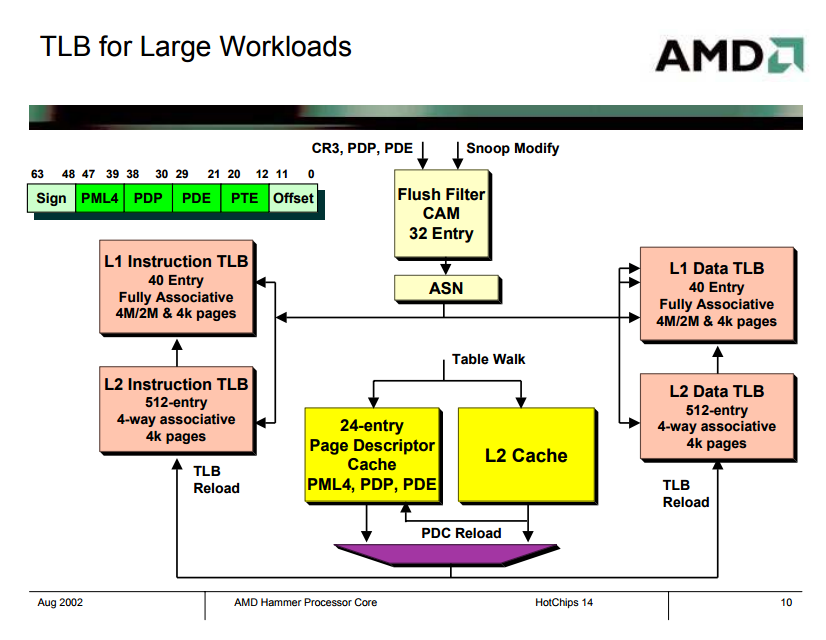 TLB for Large Workloads
AMD
CR3, PDP, PDE
Snoop Modify
63 48 47 39 38 30 29 21 20 12 11 0
Sign PML4 PDP PDE PTE Offset
Flush Filter
CAM
32 Entry
ASN
L1 Instruction TLB
40 Entry
Fully Associative
4M/2M & 4k pages
L1 Data TLB
40 Entry
Fully Associative
4M/2M & 4k pages
L2 Instruction TLB
512-entry
4-way associative
4k pages
Table Walk
24-entry
Page Descriptor
Cache
PML4, PDP, PDE
L2 Cache
L2 Data TLB
512-entry
4-way associative
4k pages
TLB
Reload
PDC Reload
TLB
Reload
Aug 2002
AMD Hammer Processor Core
HotChips 14
10